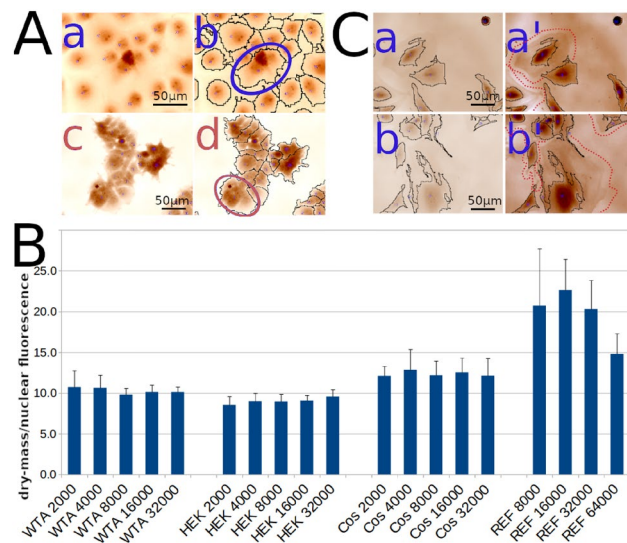 A
a
b
50µm
c
d
50µm
C
a
a'
50µm
b
b'
50µm
B
dry-mass/nuclear fluorescence
25.0
20.0
15.0
10.0
5.0
0.0
WTA 2000
WTA 4000
WTA 8000
WTA 16000
WTA 32000
HEK 2000
HEK 4000
HEK 8000
HEK 16000
HEK 32000
Cos 2000
Cos 4000
Cos 8000
Cos 16000
Cos 32000
REF 8000
REF 16000
REF 32000
REF 64000